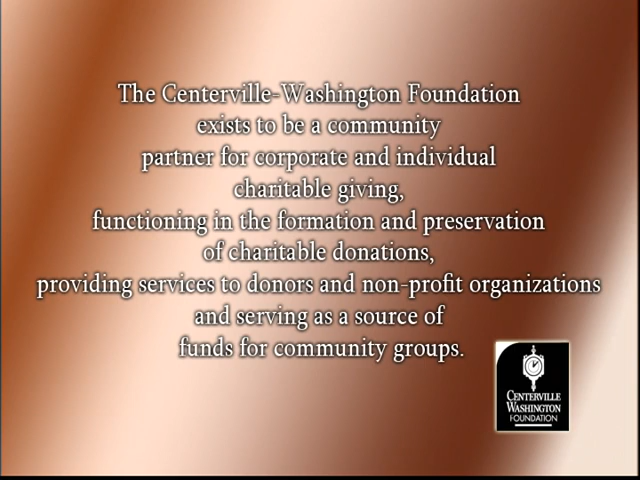 The Centerville-Washington Foundation
exists to be a community
partner for corporate and individual
charitable giving,
functioning in the formation and preservation
of charitable donations,
providing services to donors and non-profit organizations
and serving as a source of
funds for community groups.
CENTERVILLE
WASHINGTON
FOUNDATION